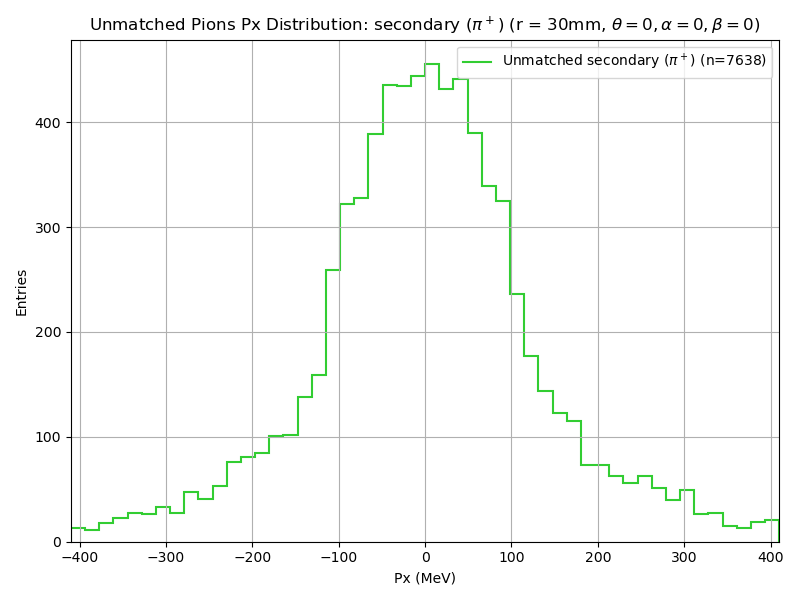 Unmatched Pions Px Distribution: secondary (π⁺) (r = 30mm, θ = 0, α = 0, β = 0)
Unmatched secondary (π⁺) (n=7638)
Entries
400
300
200
100
0
−400 −300 −200 −100 0 100 200 300 400
Px (MeV)